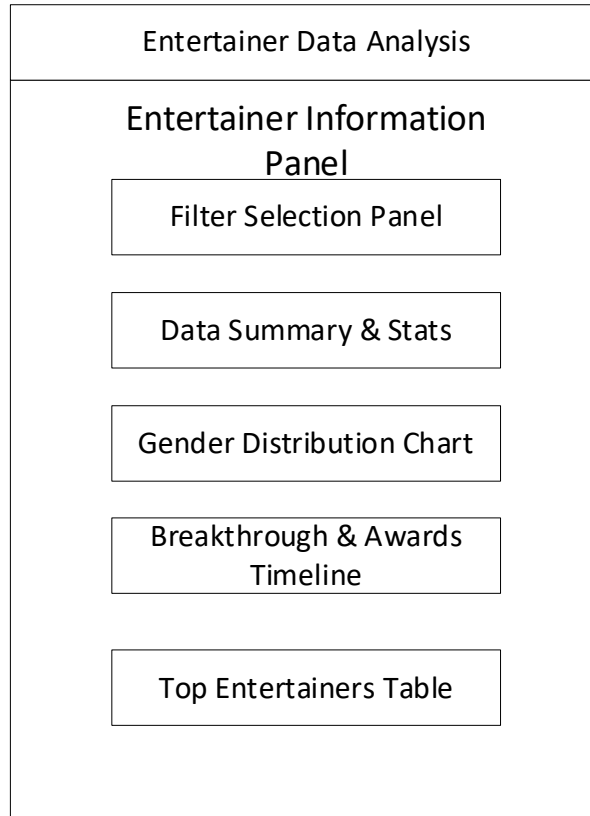 Entertainer Data Analysis
Entertainer Information
Panel
Filter Selection Panel
Data Summary & Stats
Gender Distribution Chart
Breakthrough & Awards
Timeline
Top Entertainers Table